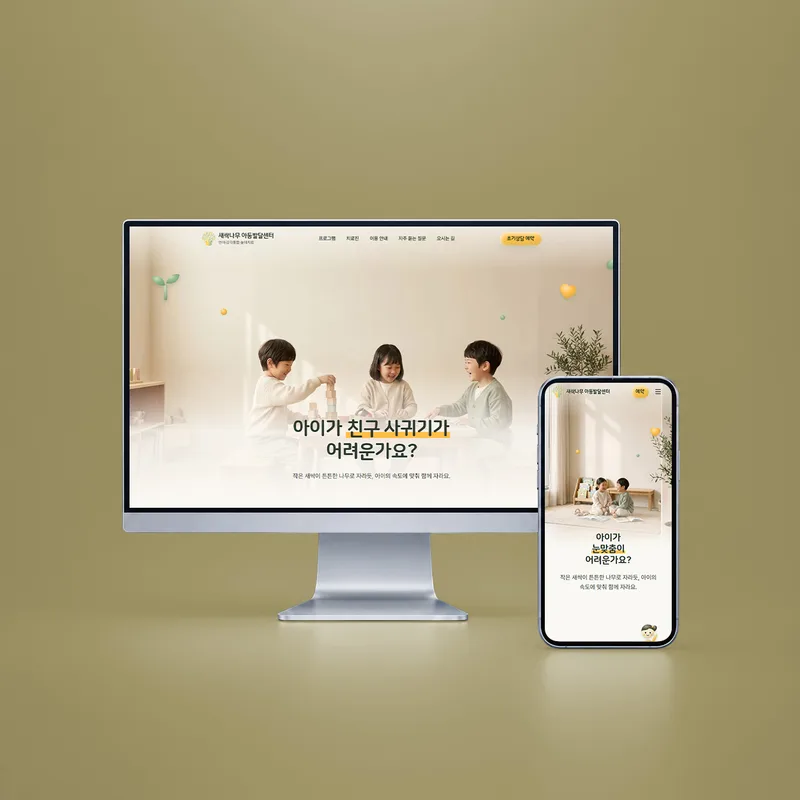 새싹나무 아동발달센터
프로그램 치료진 이용 안내 자주 묻는 질문 오시는 길
초기상담 예약
아이가 친구 사귀기가
어려운가요?
작은 새싹이 튼튼한 나무로 자라듯, 아이의 속도에 맞춰 함께 자라요.
새싹나무 아동발달센터
예약
아이가
눈맞춤이
어려운가요?
작은 새싹이 튼튼한 나무로 자라듯, 아이의
속도에 맞춰 함께 자라요.